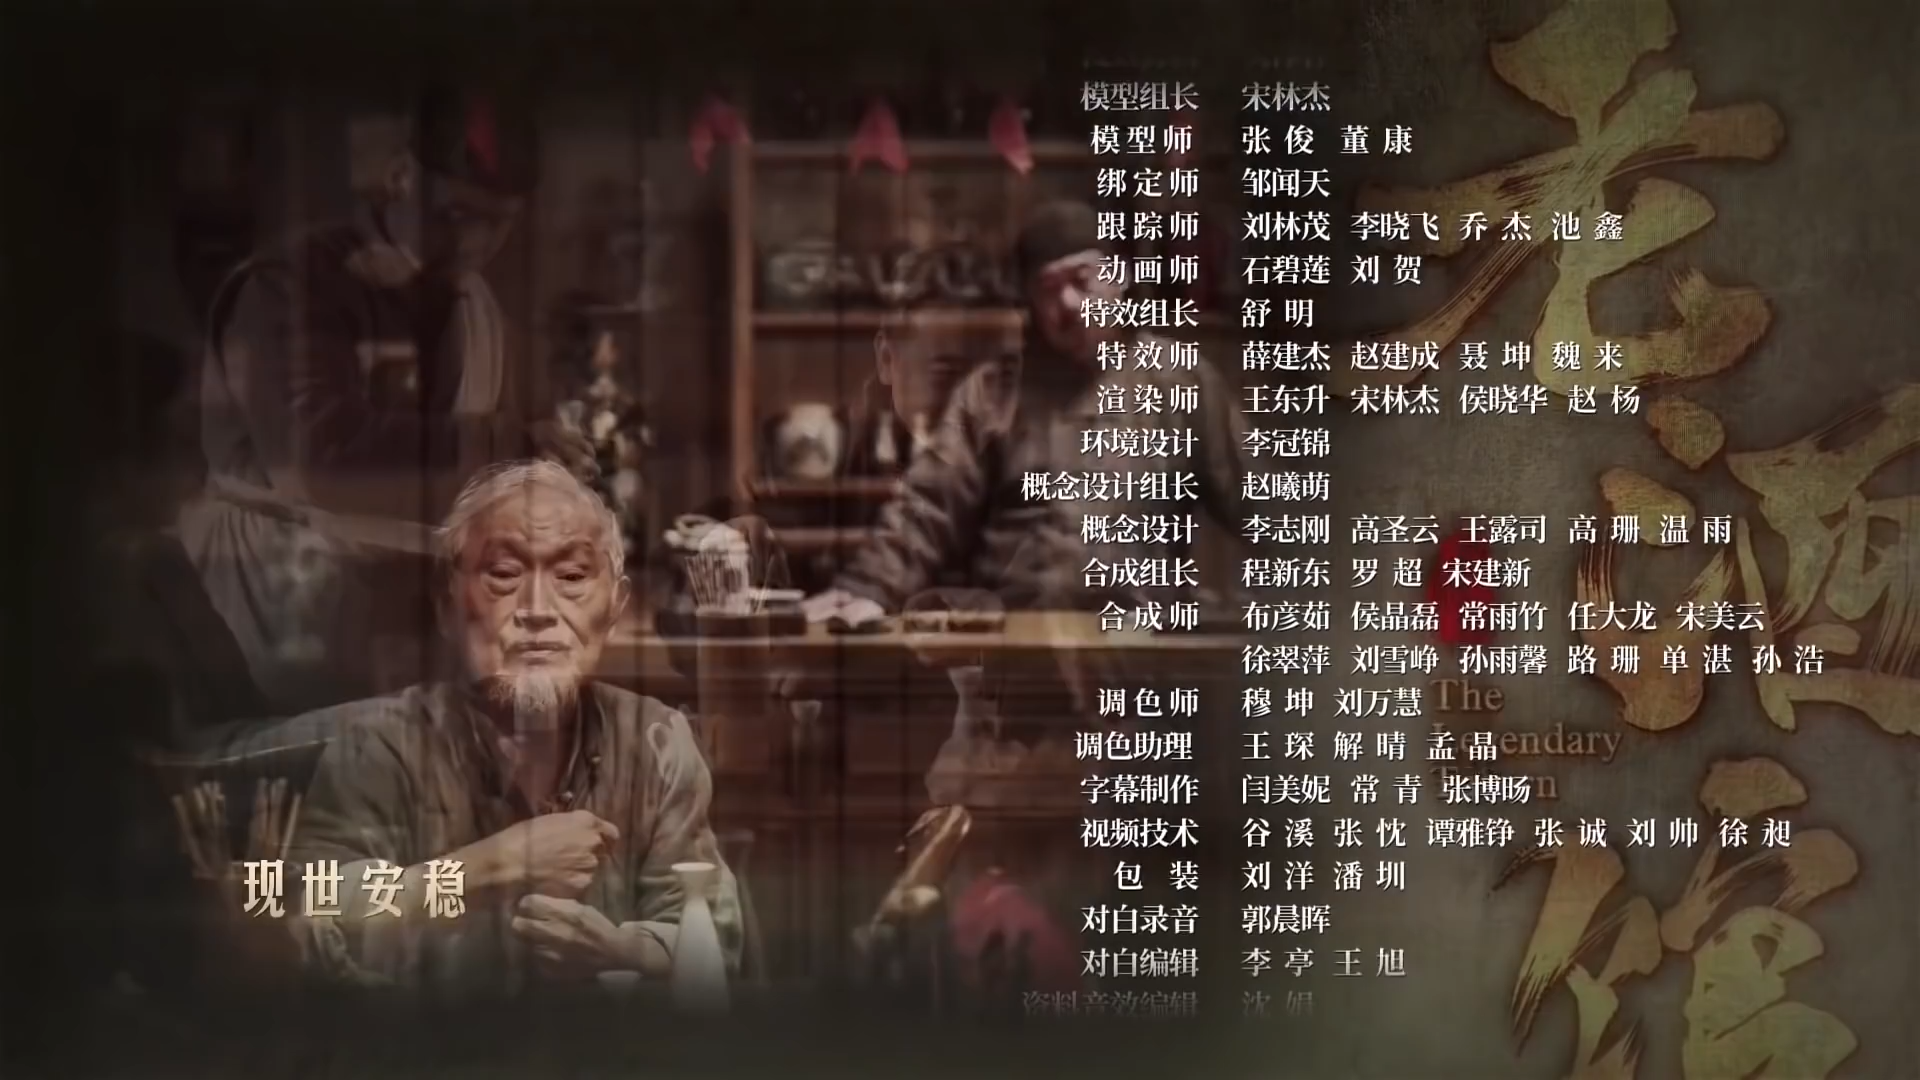 模型组长 宋林杰
模型师 张俊 董康
绑定师 邹闻天
跟踪师 刘林茂 李晓飞 乔杰 池鑫
动画师 石碧莲 刘贺
特效组长 舒明
特效师 薛建杰 赵建成 聂坤 魏来
渲染师 王东升 宋林杰 侯晓华 赵杨
环境设计 李冠锦
概念设计组长 赵曦萌
概念设计 李志刚 高圣云 王露司 高珊 温雨
合成组长 程新东 罗超 宋建新
合成师 布彦茹 侯晶磊 常雨竹 任大龙 宋美云
徐翠萍 刘雪峥 孙雨馨 路珊 单湛 孙浩
调色师 穆坤 刘万慧
调色助理 王琛 解晴 孟晶
字幕制作 闫美妮 常青 张博旸
视频技术 谷溪 张忱 谭雅铮 张诚 刘帅 徐昶
包装 刘洋 潘圳
对白录音 郭晨晖
对白编辑 李亭 王旭
资料音效编辑 沈娟
现世安稳
老酒馆
The
Legendary